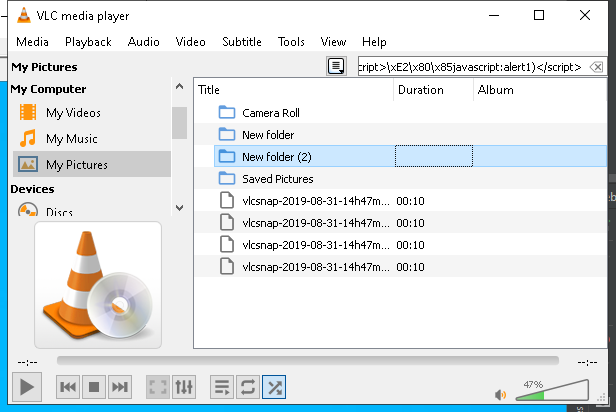 VLC media player
Media Playback Audio Video Subtitle Tools View Help
My Pictures
cript>\xE2\x80\x85javascript:alert1)</script>
My Computer
My Videos
My Music
My Pictures
Devices
Discs
Title Duration Album
Camera Roll
New folder
New folder (2)
Saved Pictures
vlcsnap-2019-08-31-14h47m... 00:10
vlcsnap-2019-08-31-14h47m... 00:10
vlcsnap-2019-08-31-14h47m... 00:10
vlcsnap-2019-08-31-14h47m... 00:10
--:-- --:--
47%